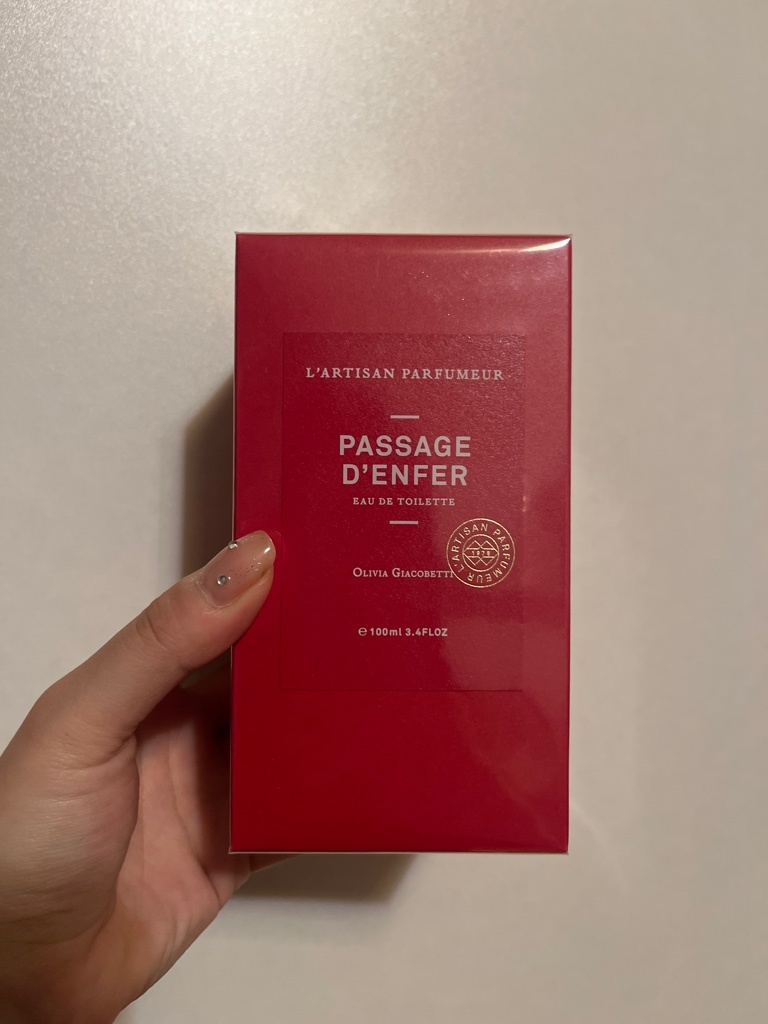 L'ARTISAN PARFUMEUR
PASSAGE
D'ENFER
EAU DE TOILETTE
OLIVIA GIACOBETTI
L'ARTISAN PARFUMEUR
1976
℮100ml 3.4FLOZ